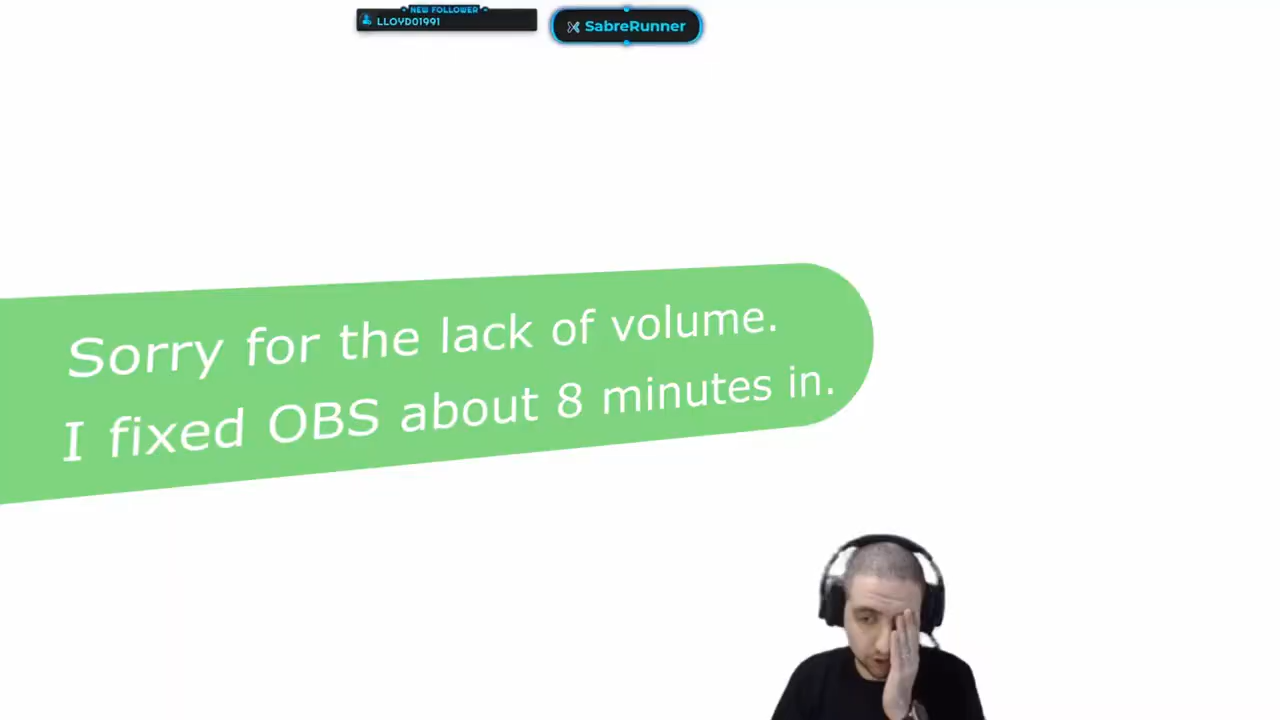 NEW FOLLOWER
LLOYD01991
SabreRunner
Sorry for the lack of volume.
I fixed OBS about 8 minutes in.